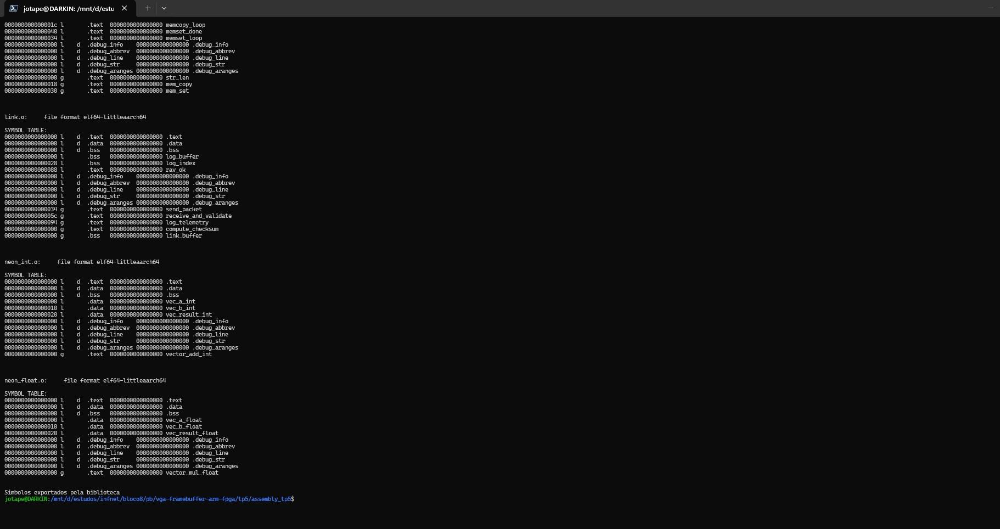 jotape@DARKIN: /mnt/d/estu
000000000000001c l       .text  0000000000000000 memcopy_loop
0000000000000040 l       .text  0000000000000000 memset_done
0000000000000034 l       .text  0000000000000000 memset_loop
0000000000000000 l    d  .debug_info    0000000000000000 .debug_info
0000000000000000 l    d  .debug_abbrev  0000000000000000 .debug_abbrev
0000000000000000 l    d  .debug_line    0000000000000000 .debug_line
0000000000000000 l    d  .debug_str     0000000000000000 .debug_str
0000000000000000 l    d  .debug_aranges 0000000000000000 .debug_aranges
0000000000000000 g       .text  0000000000000000 str_len
0000000000000018 g       .text  0000000000000000 mem_copy
0000000000000030 g       .text  0000000000000000 mem_set
link.o:     file format elf64-littleaarch64
SYMBOL TABLE:
0000000000000000 l    d  .text  0000000000000000 .text
0000000000000000 l    d  .data  0000000000000000 .data
0000000000000000 l    d  .bss   0000000000000000 .bss
0000000000000008 l       .bss   0000000000000000 log_buffer
0000000000000028 l       .bss   0000000000000000 log_index
0000000000000088 l       .text  0000000000000000 rav_ok
0000000000000000 l    d  .debug_info    0000000000000000 .debug_info
0000000000000000 l    d  .debug_abbrev  0000000000000000 .debug_abbrev
0000000000000000 l    d  .debug_line    0000000000000000 .debug_line
0000000000000000 l    d  .debug_str     0000000000000000 .debug_str
0000000000000000 l    d  .debug_aranges 0000000000000000 .debug_aranges
0000000000000034 g       .text  0000000000000000 send_packet
000000000000005c g       .text  0000000000000000 receive_and_validate
0000000000000094 g       .text  0000000000000000 log_telemetry
0000000000000000 g       .text  0000000000000000 compute_checksum
0000000000000000 g       .bss   0000000000000000 link_buffer
neon_int.o:     file format elf64-littleaarch64
SYMBOL TABLE:
0000000000000000 l    d  .text  0000000000000000 .text
0000000000000000 l    d  .data  0000000000000000 .data
0000000000000000 l    d  .bss   0000000000000000 .bss
0000000000000000 l       .data  0000000000000000 vec_a_int
0000000000000010 l       .data  0000000000000000 vec_b_int
0000000000000020 l       .data  0000000000000000 vec_result_int
0000000000000000 l    d  .debug_info    0000000000000000 .debug_info
0000000000000000 l    d  .debug_abbrev  0000000000000000 .debug_abbrev
0000000000000000 l    d  .debug_line    0000000000000000 .debug_line
0000000000000000 l    d  .debug_str     0000000000000000 .debug_str
0000000000000000 l    d  .debug_aranges 0000000000000000 .debug_aranges
0000000000000000 g       .text  0000000000000000 vector_add_int
neon_float.o:     file format elf64-littleaarch64
SYMBOL TABLE:
0000000000000000 l    d  .text  0000000000000000 .text
0000000000000000 l    d  .data  0000000000000000 .data
0000000000000000 l    d  .bss   0000000000000000 .bss
0000000000000000 l       .data  0000000000000000 vec_a_float
0000000000000010 l       .data  0000000000000000 vec_b_float
0000000000000020 l       .data  0000000000000000 vec_result_float
0000000000000000 l    d  .debug_info    0000000000000000 .debug_info
0000000000000000 l    d  .debug_abbrev  0000000000000000 .debug_abbrev
0000000000000000 l    d  .debug_line    0000000000000000 .debug_line
0000000000000000 l    d  .debug_str     0000000000000000 .debug_str
0000000000000000 l    d  .debug_aranges 0000000000000000 .debug_aranges
0000000000000000 g       .text  0000000000000000 vector_mul_float
Simbolos exportados pela biblioteca
jotape@DARKIN:/mnt/d/estudos/infnet/bloco8/pb/vga-framebuffer-arm-fpga/tp5/assembly_tp5$